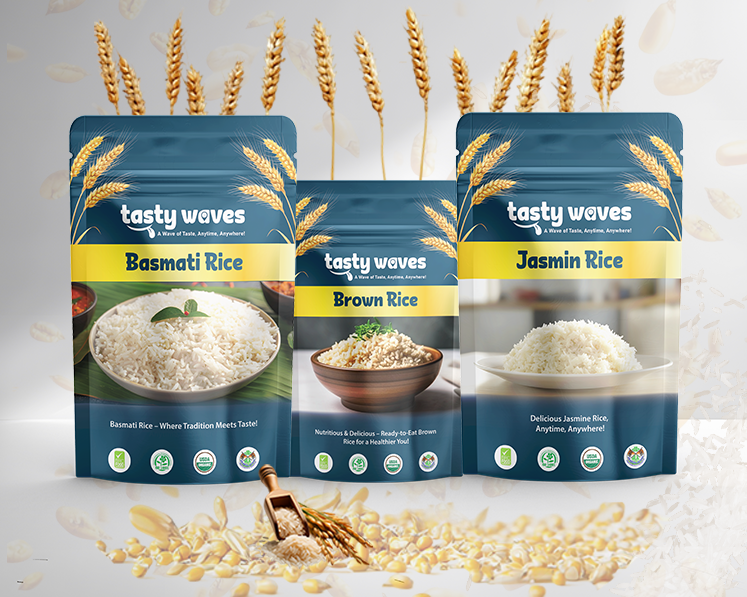 tasty waves
A Wave of Taste, Anytime, Anywhere!
Basmati Rice
Basmati Rice – Where Tradition Meets Taste!
USDA
ORGANIC
tasty waves
A Wave of Taste, Anytime, Anywhere!
Brown Rice
Nutritious & Delicious – Ready-to-Eat Brown
Rice for a Healthier You!
USDA
ORGANIC
tasty waves
A Wave of Taste, Anytime, Anywhere!
Jasmin Rice
Delicious Jasmine Rice,
Anytime, Anywhere!
USDA
ORGANIC